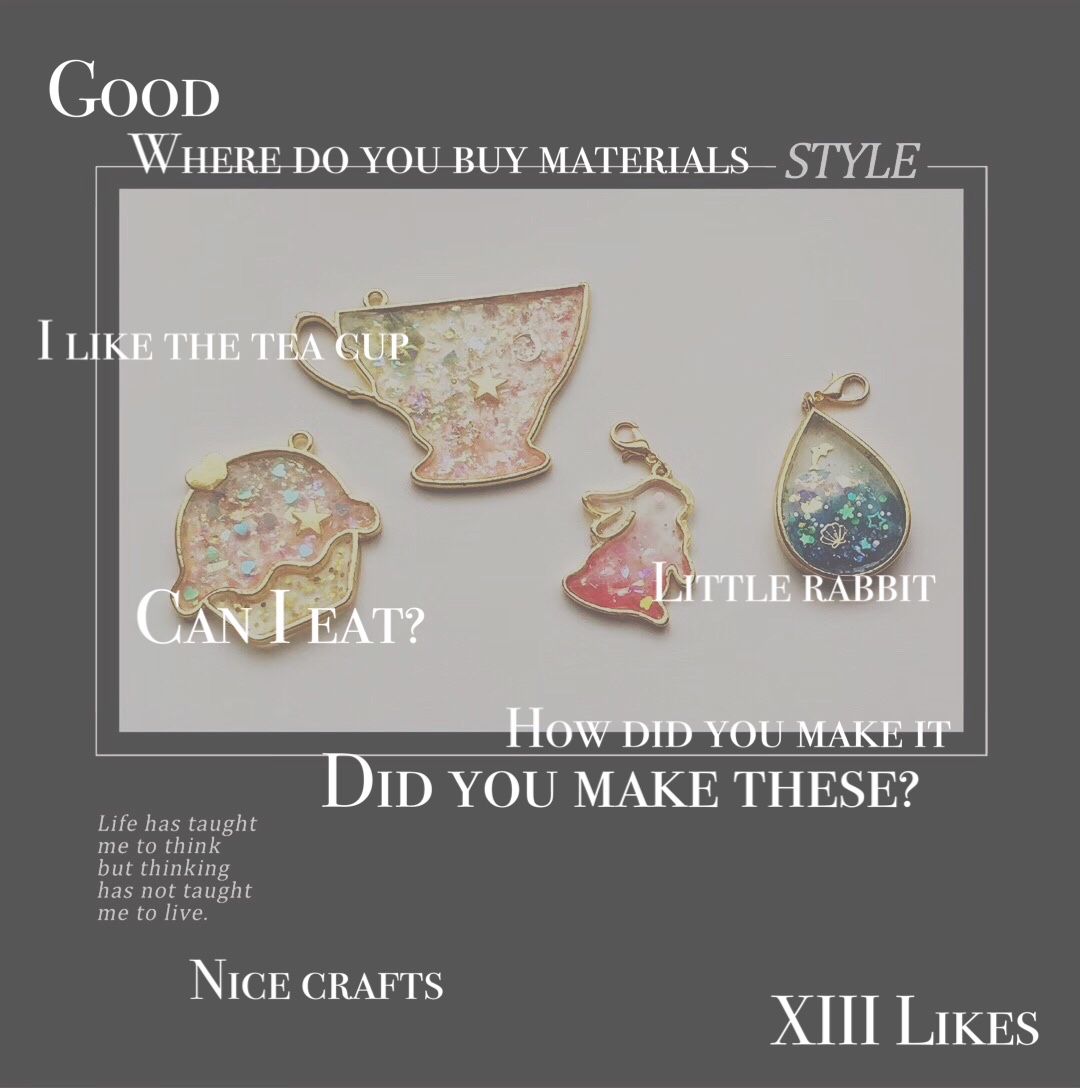 GOOD
WHERE DO YOU BUY MATERIALS
STYLE
I LIKE THE TEA CUP
CAN I EAT?
LITTLE RABBIT
HOW DID YOU MAKE IT
DID YOU MAKE THESE?
Life has taught
me to think
but thinking
has not taught
me to live.
NICE CRAFTS
XIII LIKES